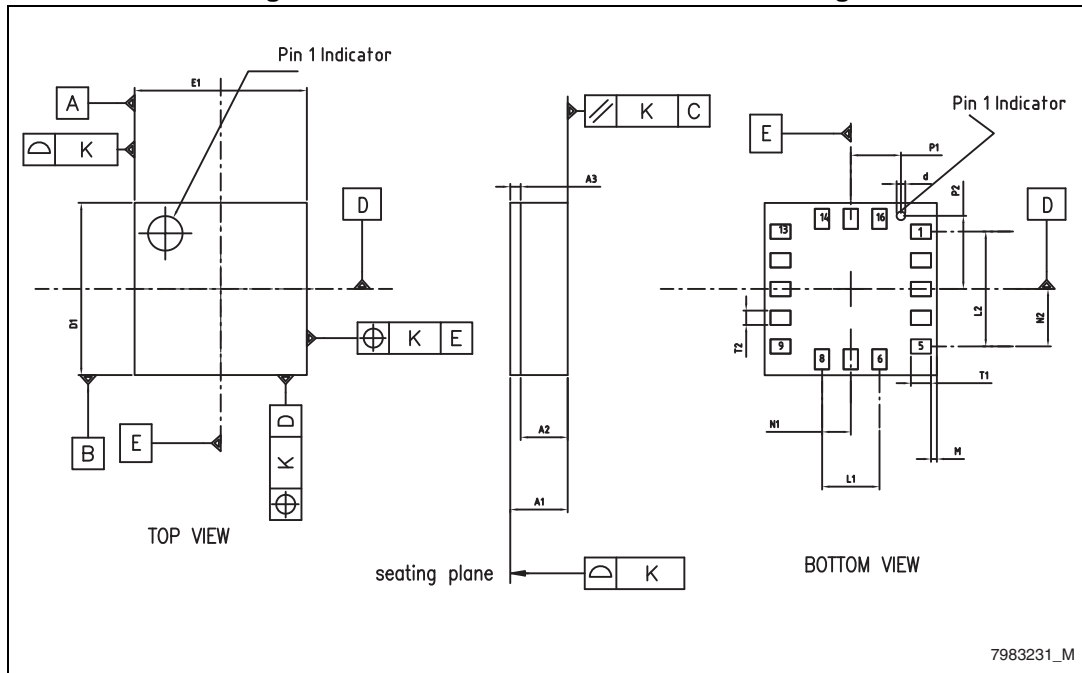 Pin 1 Indicator
E1
A
K
D
D1
K E
B
E
K D
TOP VIEW
K C
A3
A2
A1
seating plane
K
Pin 1 Indicator
E
P1
d
P2
D
14 16
13 1
L2
N2
T2
9 5
8 6
T1
N1
M
L1
BOTTOM VIEW
7983231_M